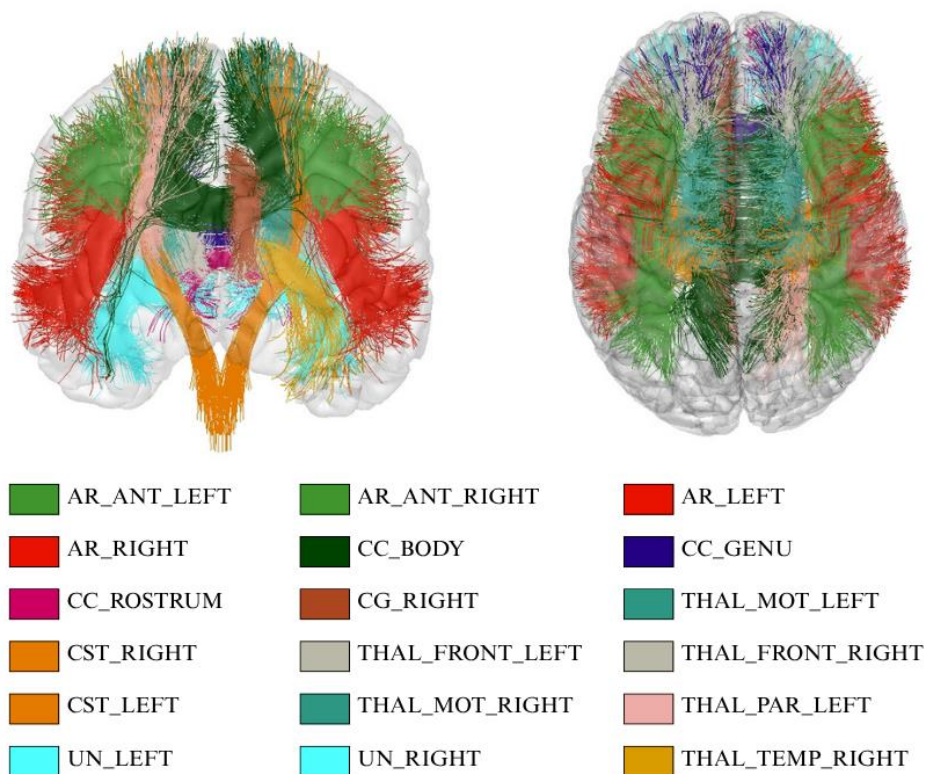 AR_ANT_LEFT AR_ANT_RIGHT AR_LEFT
AR_RIGHT CC_BODY CC_GENU
CC_ROSTRUM CG_RIGHT THAL_MOT_LEFT
CST_RIGHT THAL_FRONT_LEFT THAL_FRONT_RIGHT
CST_LEFT THAL_MOT_RIGHT THAL_PAR_LEFT
UN_LEFT UN_RIGHT THAL_TEMP_RIGHT